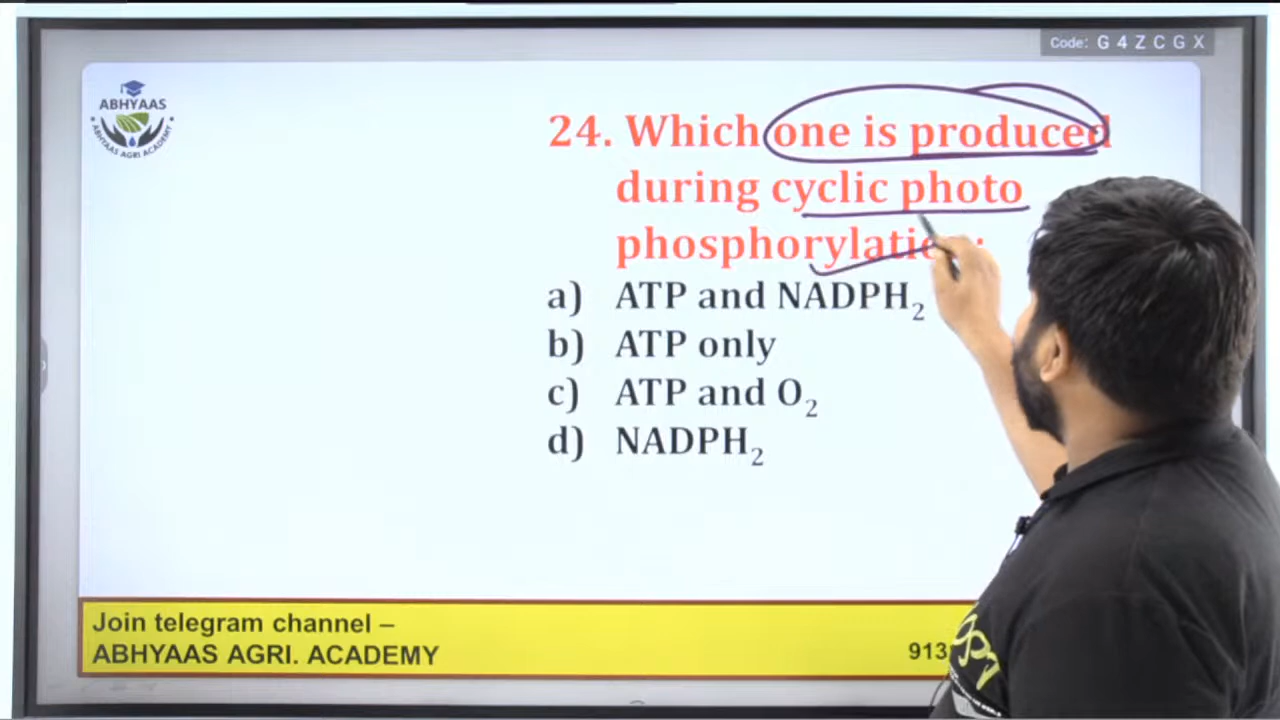 Code: G 4 Z C G X
ABHYAAS
ABHYAAS AGRI ACADEMY
24. Which one is produced
during cyclic photo
phosphorylation:
a) ATP and NADPH₂
b) ATP only
c) ATP and O₂
d) NADPH₂
Join telegram channel –
ABHYAAS AGRI. ACADEMY
913